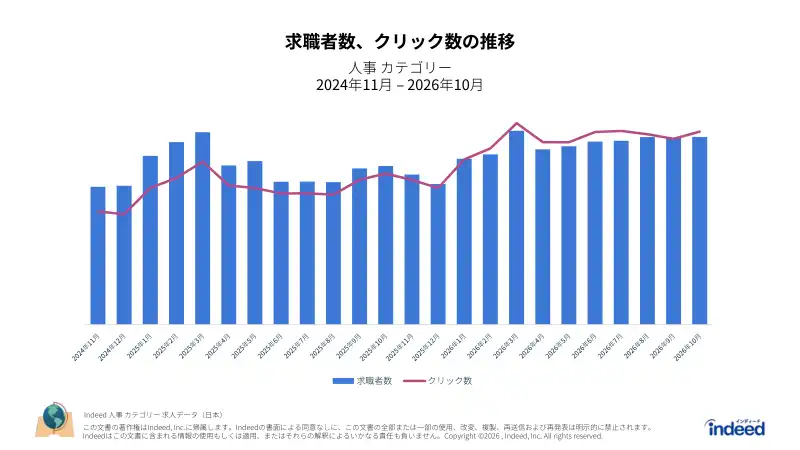 求職者数、クリック数の推移
人事 カテゴリー
2024年11月 – 2026年10月
2024年11月
2024年12月
2025年1月
2025年2月
2025年3月
2025年4月
2025年5月
2025年6月
2025年7月
2025年8月
2025年9月
2025年10月
2025年11月
2025年12月
2026年1月
2026年2月
2026年3月
2026年4月
2026年5月
2026年6月
2026年7月
2026年8月
2026年9月
2026年10月
求職者数 クリック数
Indeed 人事 カテゴリー 求人データ（日本）
この文書の著作権はIndeed, Inc.に帰属します。Indeedの書面による同意なしに、この文書の全部または一部の使用、改変、複製、再送信および再発表は明示的に禁止されます。
Indeedはこの文書に含まれる情報の使用もしくは適用、またはそれらの解釈によるいかなる責任も負いません。Copyright ©2026 , Indeed, Inc. All rights reserved.
インディード
indeed